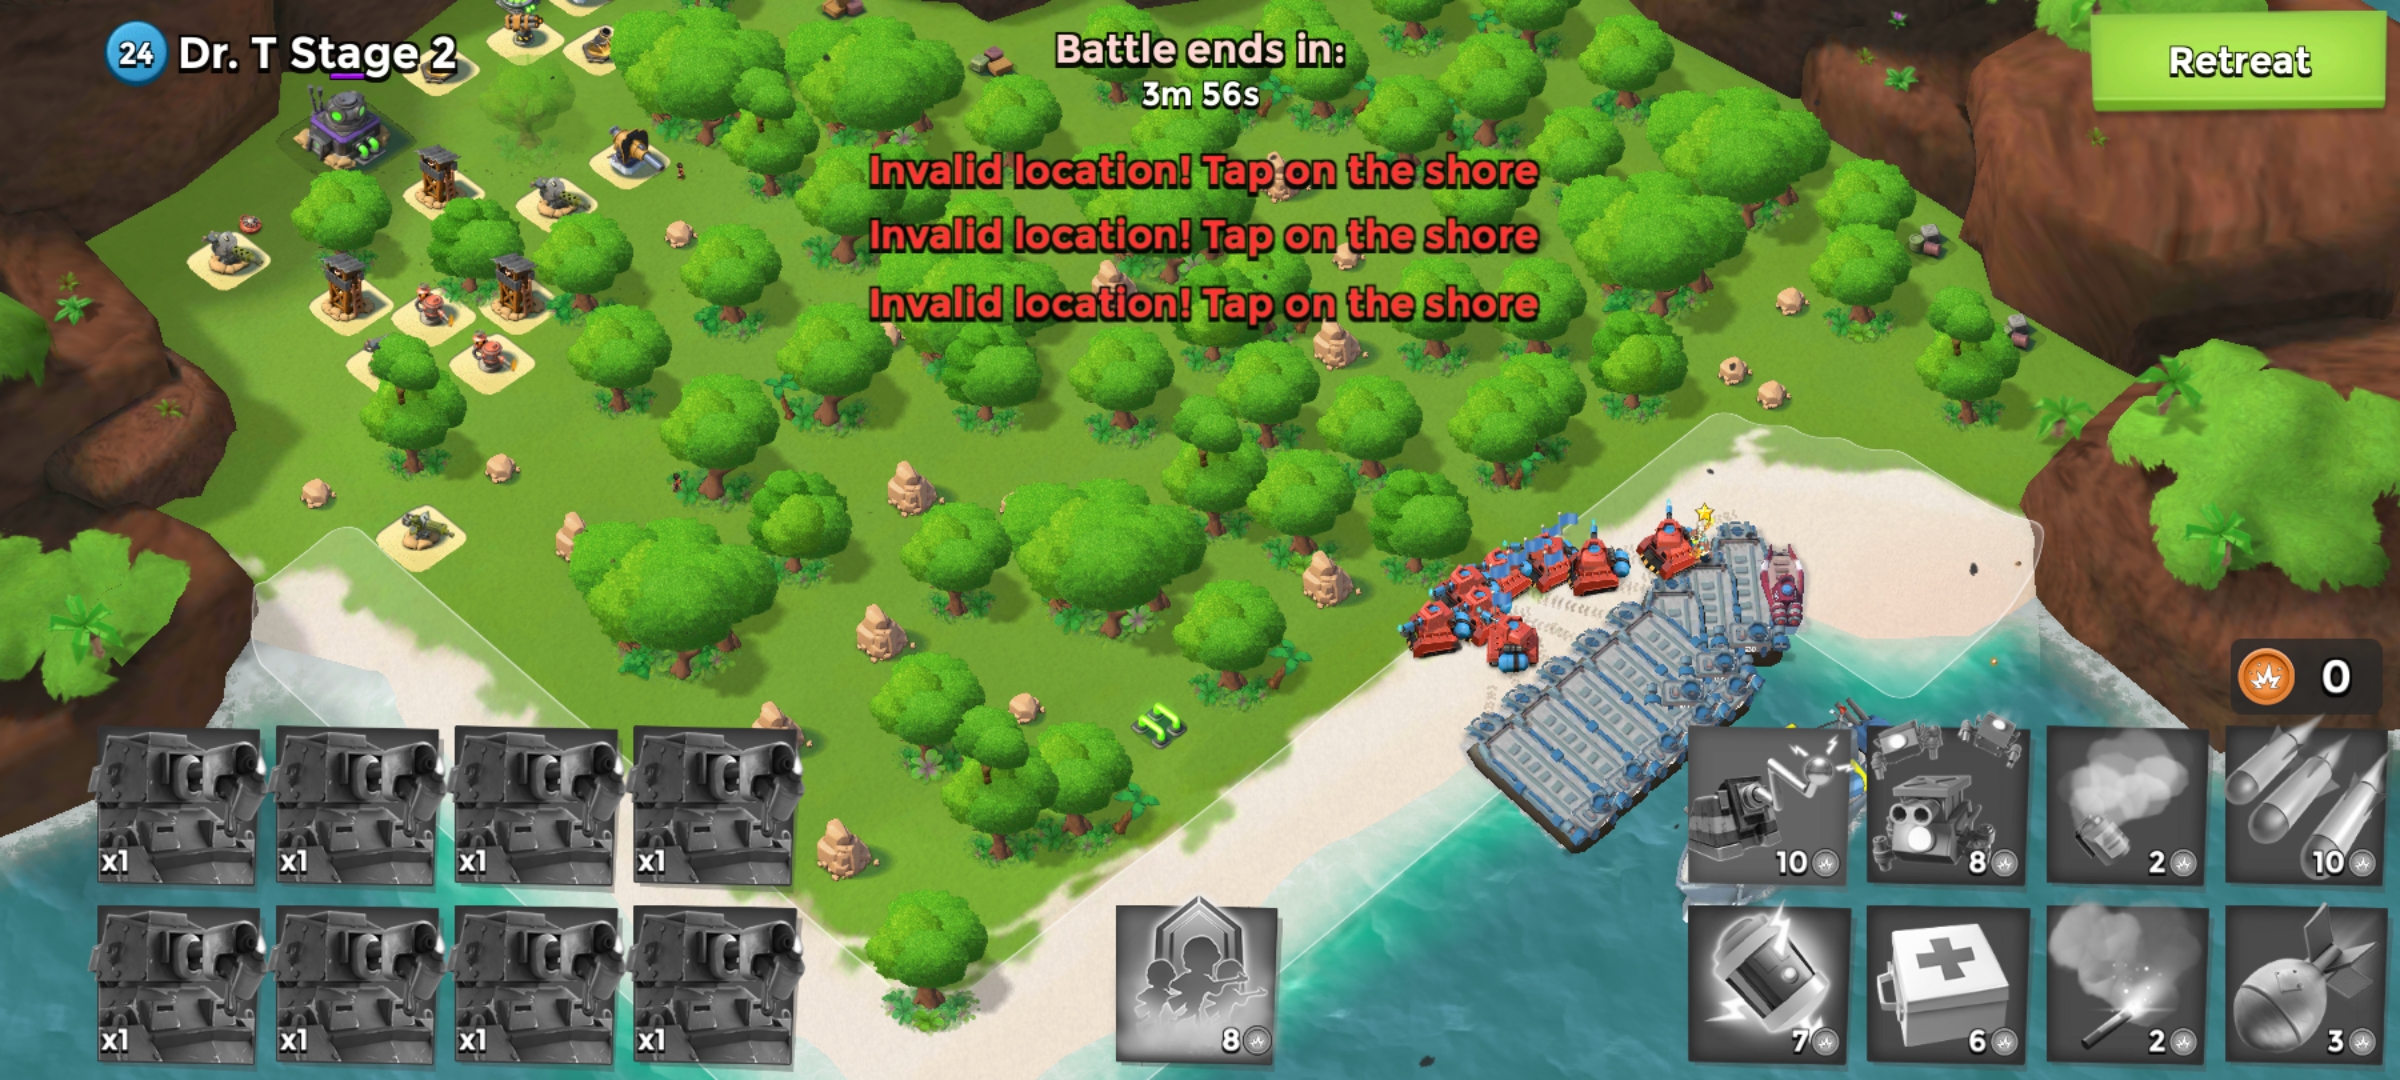 24 Dr. T Stage 2
Battle ends in:
3m 56s
Retreat
Invalid location! Tap on the shore
Invalid location! Tap on the shore
Invalid location! Tap on the shore
0
x1 x1 x1 x1
10 8 2 10
x1 x1 x1 x1
8
7 6 2 3